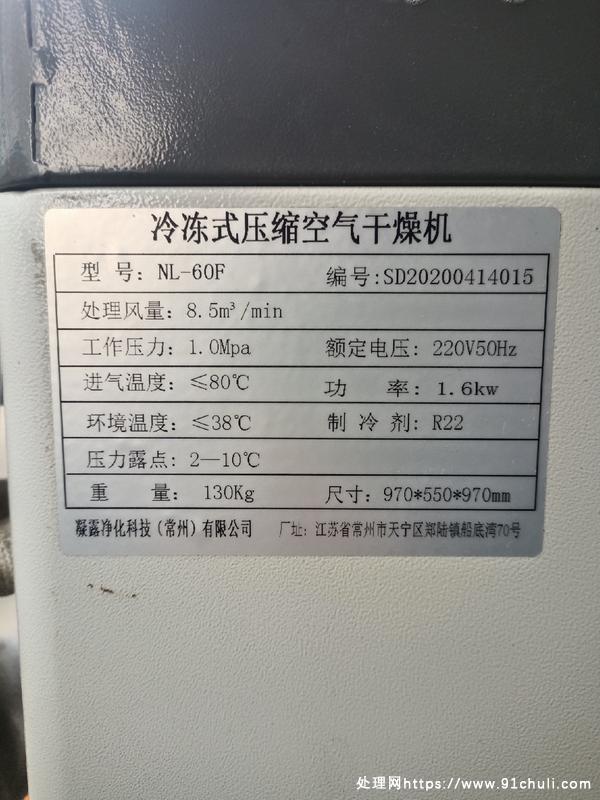 冷冻式压缩空气干燥机
型 号: NL-60F 编号:SD20200414015
处理风量: 8.5m³/min
工作压力: 1.0Mpa 额定电压: 220V50Hz
进气温度: ≤80℃ 功 率: 1.6kw
环境温度: ≤38℃ 制 冷 剂: R22
压力露点: 2—10℃
重 量: 130Kg 尺寸: 970*550*970mm
凝露净化科技(常州)有限公司 厂址: 江苏省常州市天宁区郑陆镇船底湾70号
处理网https://www.91chuli.com